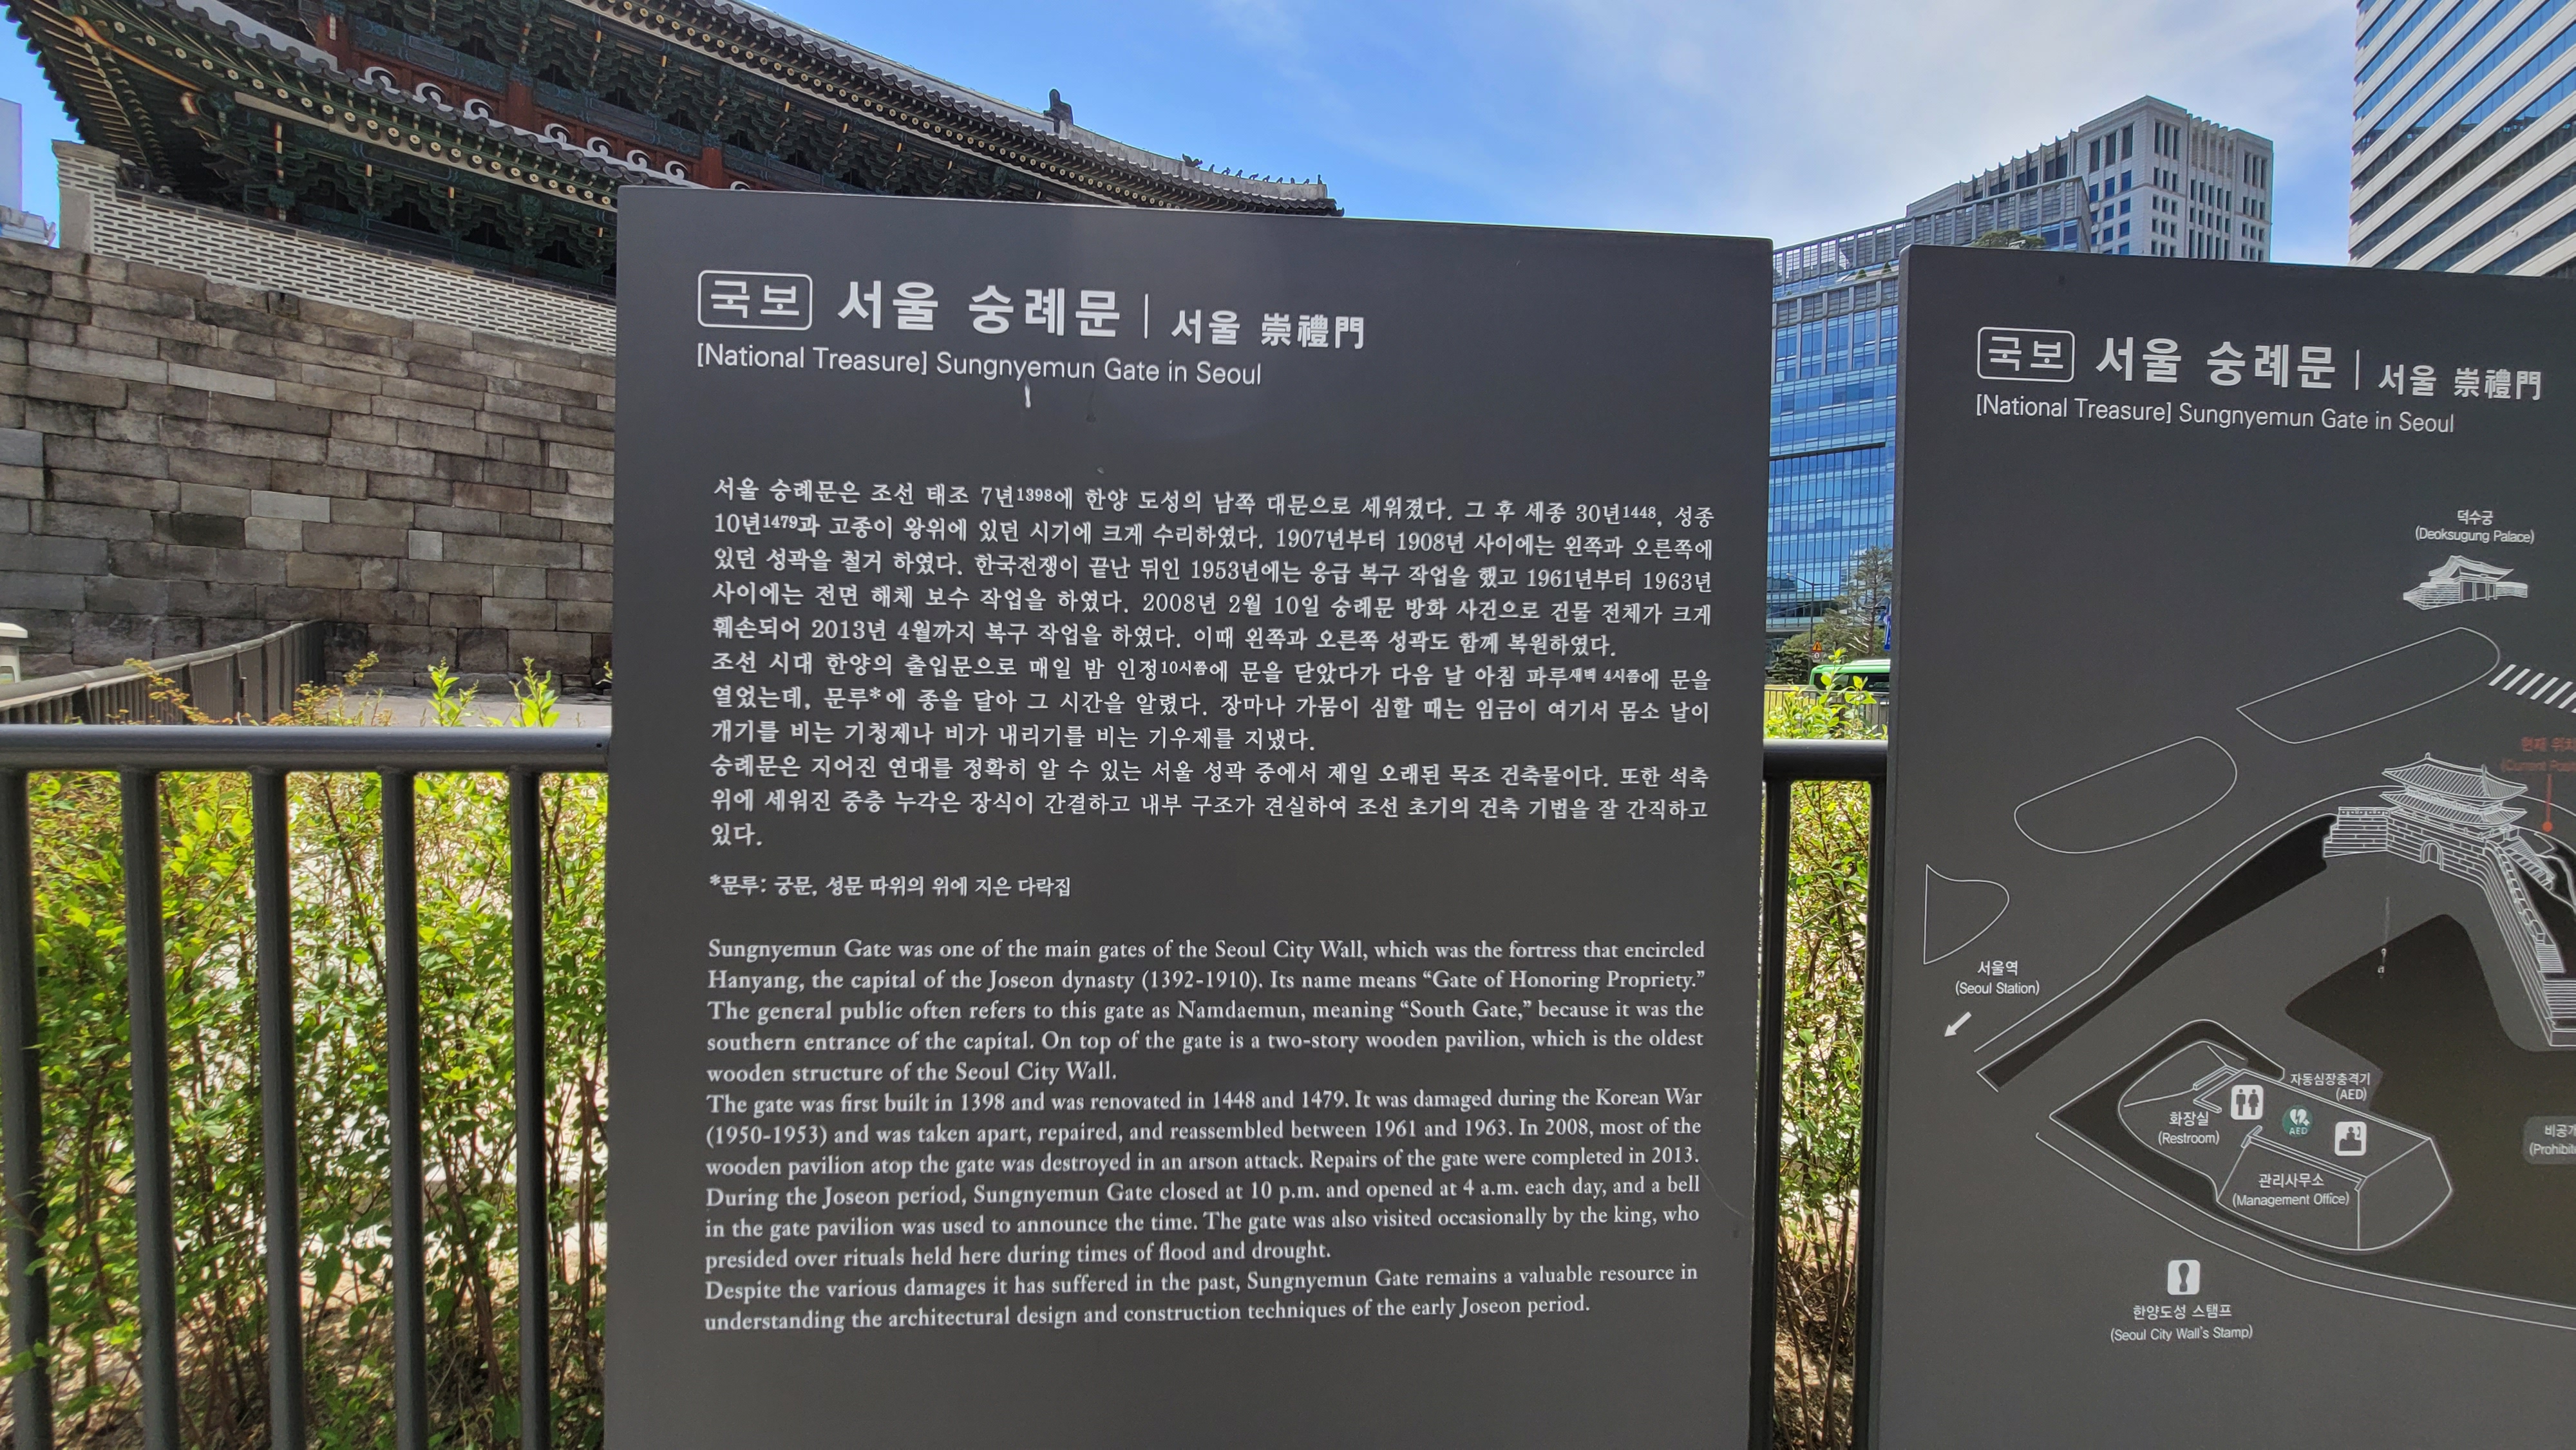 국보 서울 숭례문 | 서울 崇禮門
[National Treasure] Sungnyemun Gate in Seoul
서울 숭례문은 조선 태조 7년1398에 한양 도성의 남쪽 대문으로 세워졌다. 그 후 세종 30년1448, 성종
10년1479과 고종이 왕위에 있던 시기에 크게 수리하였다. 1907년부터 1908년 사이에는 왼쪽과 오른쪽에
있던 성곽을 철거 하였다. 한국전쟁이 끝난 뒤인 1953년에는 응급 복구 작업을 했고 1961년부터 1963년
사이에는 전면 해체 보수 작업을 하였다. 2008년 2월 10일 숭례문 방화 사건으로 건물 전체가 크게
훼손되어 2013년 4월까지 복구 작업을 하였다. 이때 왼쪽과 오른쪽 성곽도 함께 복원하였다.
조선 시대 한양의 출입문으로 매일 밤 인정10시쯤에 문을 닫았다가 다음 날 아침 파루새벽 4시쯤에 문을
열었는데, 문루*에 종을 달아 그 시간을 알렸다. 장마나 가뭄이 심할 때는 임금이 여기서 몸소 날이
개기를 비는 기청제나 비가 내리기를 비는 기우제를 지냈다.
숭례문은 지어진 연대를 정확히 알 수 있는 서울 성곽 중에서 제일 오래된 목조 건축물이다. 또한 석축
위에 세워진 중층 누각은 장식이 간결하고 내부 구조가 견실하여 조선 초기의 건축 기법을 잘 간직하고
있다.
*문루: 궁문, 성문 따위의 위에 지은 다락집
Sungnyemun Gate was one of the main gates of the Seoul City Wall, which was the fortress that encircled
Hanyang, the capital of the Joseon dynasty (1392-1910). Its name means “Gate of Honoring Propriety.”
The general public often refers to this gate as Namdaemun, meaning “South Gate,” because it was the
southern entrance of the capital. On top of the gate is a two-story wooden pavilion, which is the oldest
wooden structure of the Seoul City Wall.
The gate was first built in 1398 and was renovated in 1448 and 1479. It was damaged during the Korean War
(1950-1953) and was taken apart, repaired, and reassembled between 1961 and 1963. In 2008, most of the
wooden pavilion atop the gate was destroyed in an arson attack. Repairs of the gate were completed in 2013.
During the Joseon period, Sungnyemun Gate closed at 10 p.m. and opened at 4 a.m. each day, and a bell
in the gate pavilion was used to announce the time. The gate was also visited occasionally by the king, who
presided over rituals held here during times of flood and drought.
Despite the various damages it has suffered in the past, Sungnyemun Gate remains a valuable resource in
understanding the architectural design and construction techniques of the early Joseon period.
국보 서울 숭례문 | 서울 崇禮門
[National Treasure] Sungnyemun Gate in Seoul
덕수궁
(Deoksugung Palace)
현재 위치
(Current
서울역
(Seoul Station)
자동심장충격기
(AED)
AED
화장실
(Restroom)
관리사무소
(Management Office)
한양도성 스탬프
(Seoul City Wall's Stamp)